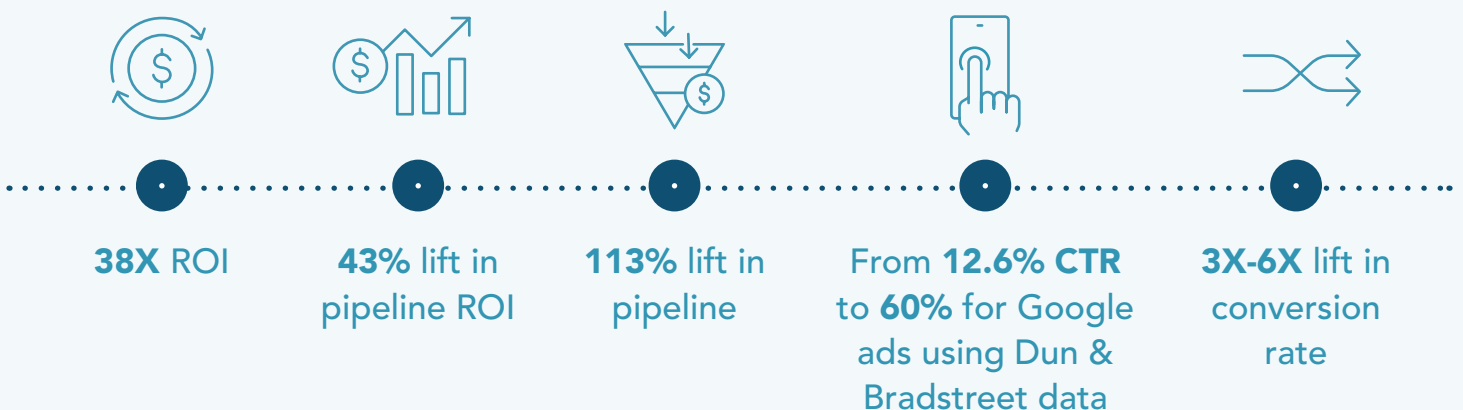 38X ROI
43% lift in
pipeline ROI
113% lift in
pipeline
From 12.6% CTR
to 60% for Google
ads using Dun &
Bradstreet data
3X-6X lift in
conversion
rate